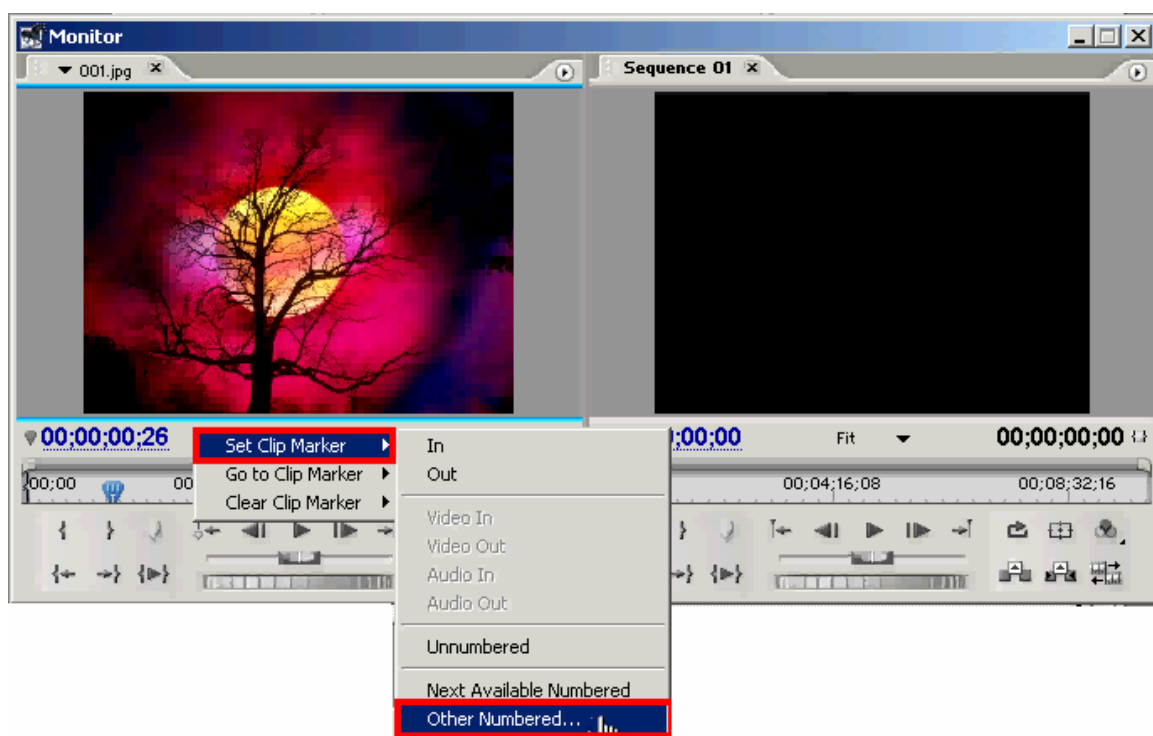 Monitor
001.jpg
Sequence 01
00;00;00;26
;00;00
Fit
00;00;00;00
00;00
00
00;04;16;08
00;08;32;16
Set Clip Marker
Go to Clip Marker
Clear Clip Marker
In
Out
Video In
Video Out
Audio In
Audio Out
Unnumbered
Next Available Numbered
Other Numbered...